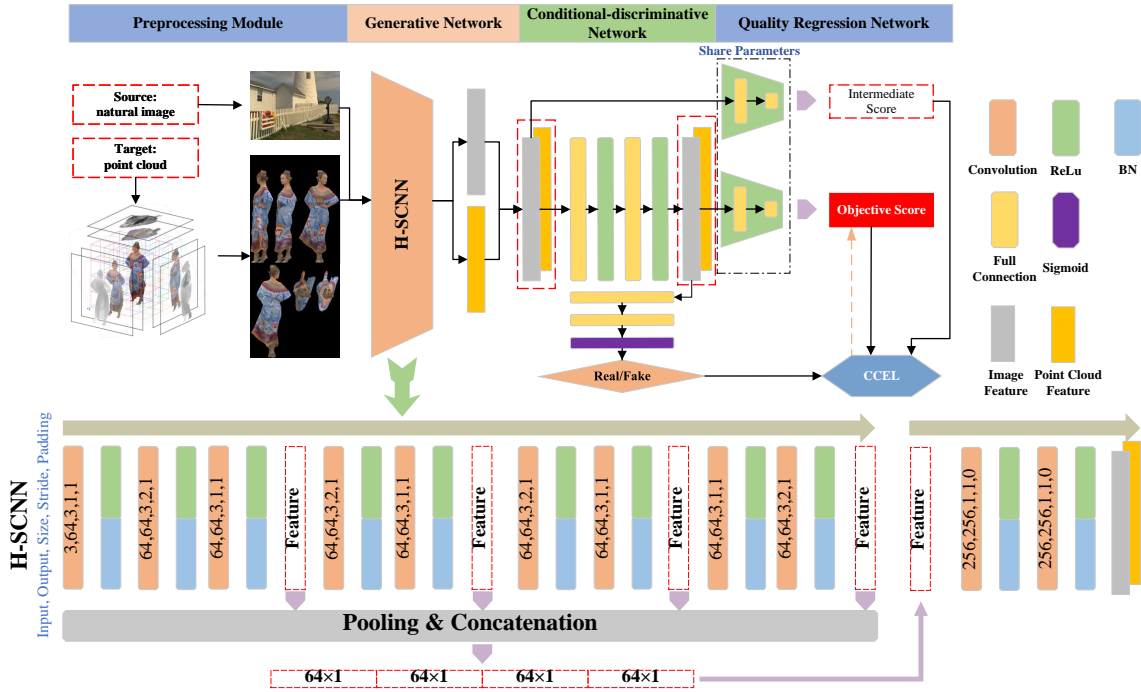 Preprocessing Module
Generative Network
Conditional-discriminative
Network
Quality Regression Network
Share Parameters
Source:
natural image
Target:
point cloud
H-SCNN
Intermediate
Score
Objective Score
Real/Fake
CCEL
Convolution
ReLu
BN
Full
Connection
Sigmoid
Image
Feature
Point Cloud
Feature
H-SCNN
Input, Output, Size, Stride, Padding
3,64,3,1,1
64,64,3,2,1
64,64,3,1,1
Feature
64,64,3,2,1
64,64,3,1,1
Feature
64,64,3,2,1
64,64,3,1,1
Feature
64,64,3,1,1
64,64,3,2,1
Feature
Feature
256,256,1,1,0
256,256,1,1,0
Pooling & Concatenation
64×1
64×1
64×1
64×1